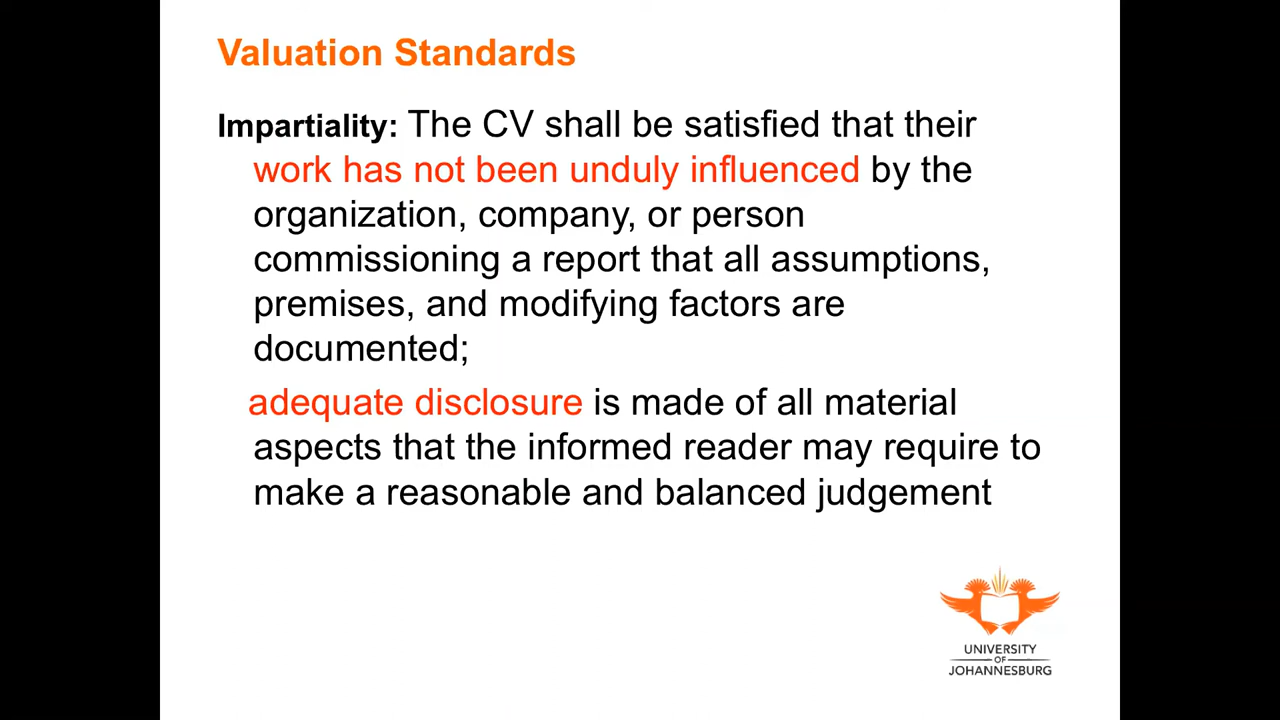 Valuation Standards
Impartiality: The CV shall be satisfied that their
work has not been unduly influenced by the
organization, company, or person
commissioning a report that all assumptions,
premises, and modifying factors are
documented;
adequate disclosure is made of all material
aspects that the informed reader may require to
make a reasonable and balanced judgement
UNIVERSITY
OF
JOHANNESBURG